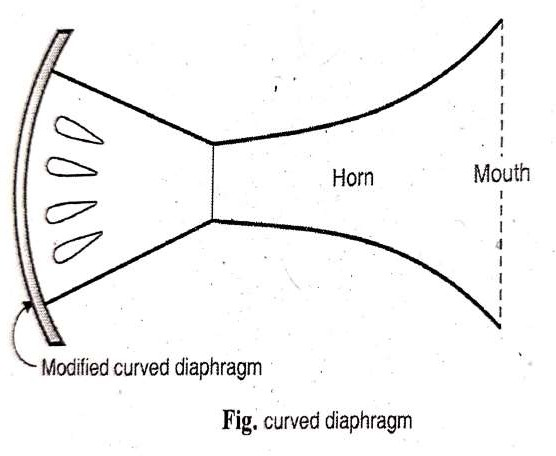 Horn
Mouth
Modified curved diaphragm
Fig. curved diaphragm